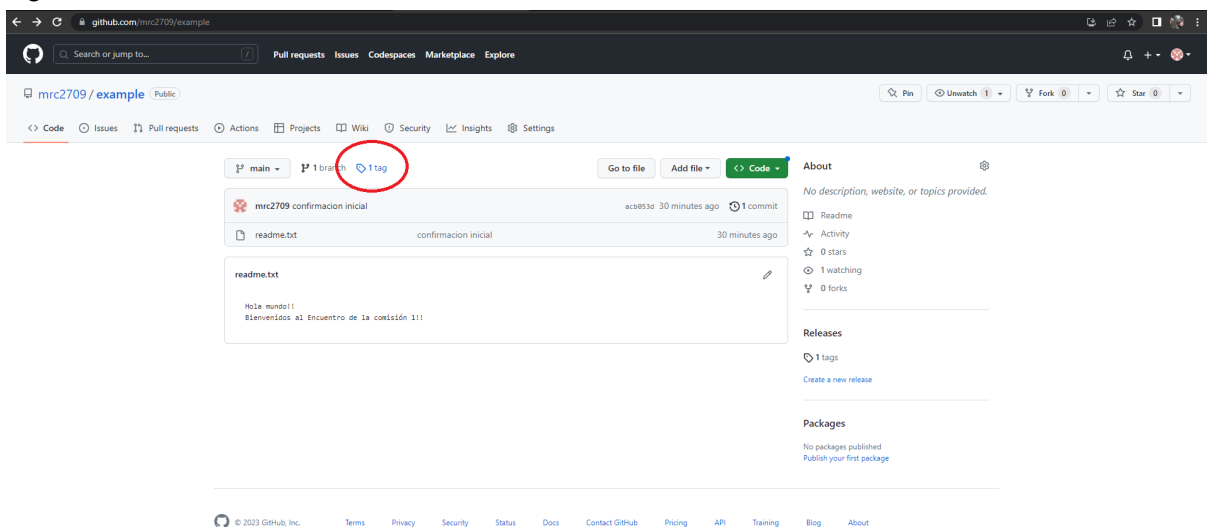 github.com/mrc2709/example
Search or jump to... / Pull requests Issues Codespaces Marketplace Explore
mrc2709 / example Public Pin Unwatch 1 Fork 0 Star 0
Code Issues Pull requests Actions Projects Wiki Security Insights Settings
main 1 branch 1 tag Go to file Add file Code
mrc2709 confirmacion inicial acb053d 30 minutes ago 1 commit
readme.txt confirmacion inicial 30 minutes ago
readme.txt
Hola mundo!!
Bienvenidos al Encuentro de la comisión 1!!
About
No description, website, or topics provided.
Readme
Activity
0 stars
1 watching
0 forks
Releases
1 tags
Create a new release
Packages
No packages published
Publish your first package
© 2023 GitHub, Inc. Terms Privacy Security Status Docs Contact GitHub Pricing API Training Blog About